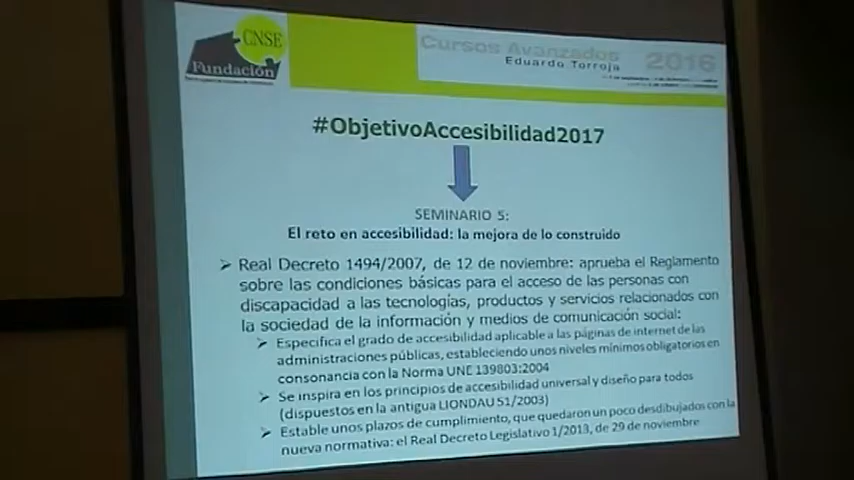 CNSE
Fundación
Cursos Avanzados 2016
Eduardo Torroja
#ObjetivoAccesibilidad2017
SEMINARIO 5:
El reto en accesibilidad: la mejora de lo construido
➢ Real Decreto 1494/2007, de 12 de noviembre: aprueba el Reglamento
sobre las condiciones básicas para el acceso de las personas con
discapacidad a las tecnologías, productos y servicios relacionados con
la sociedad de la información y medios de comunicación social:
➢ Especifica el grado de accesibilidad aplicable a las páginas de internet de las
administraciones públicas, estableciendo unos niveles mínimos obligatorios en
consonancia con la Norma UNE 139803:2004
➢ Se inspira en los principios de accesibilidad universal y diseño para todos
(dispuestos en la antigua LIONDAU 51/2003)
➢ Estable unos plazos de cumplimiento, que quedaron un poco desdibujados con la
nueva normativa: el Real Decreto Legislativo 1/2013, de 29 de noviembre